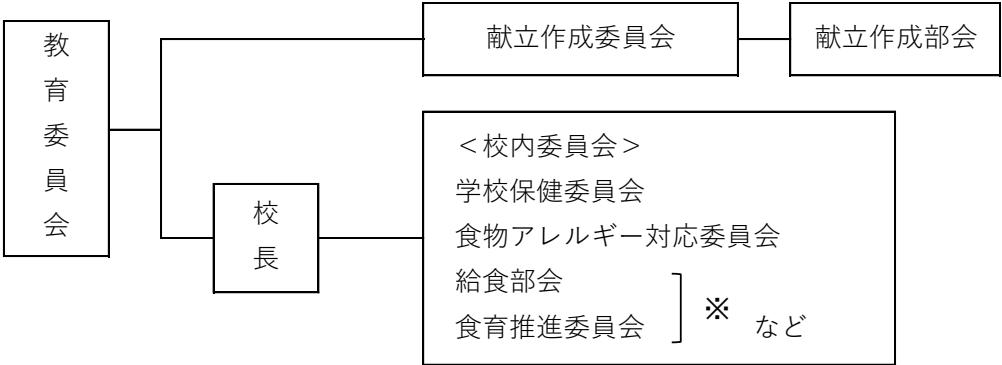 教育委員会
献立作成委員会
献立作成部会
校長
＜校内委員会＞
学校保健委員会
食物アレルギー対応委員会
給食部会
食育推進委員会
※ など